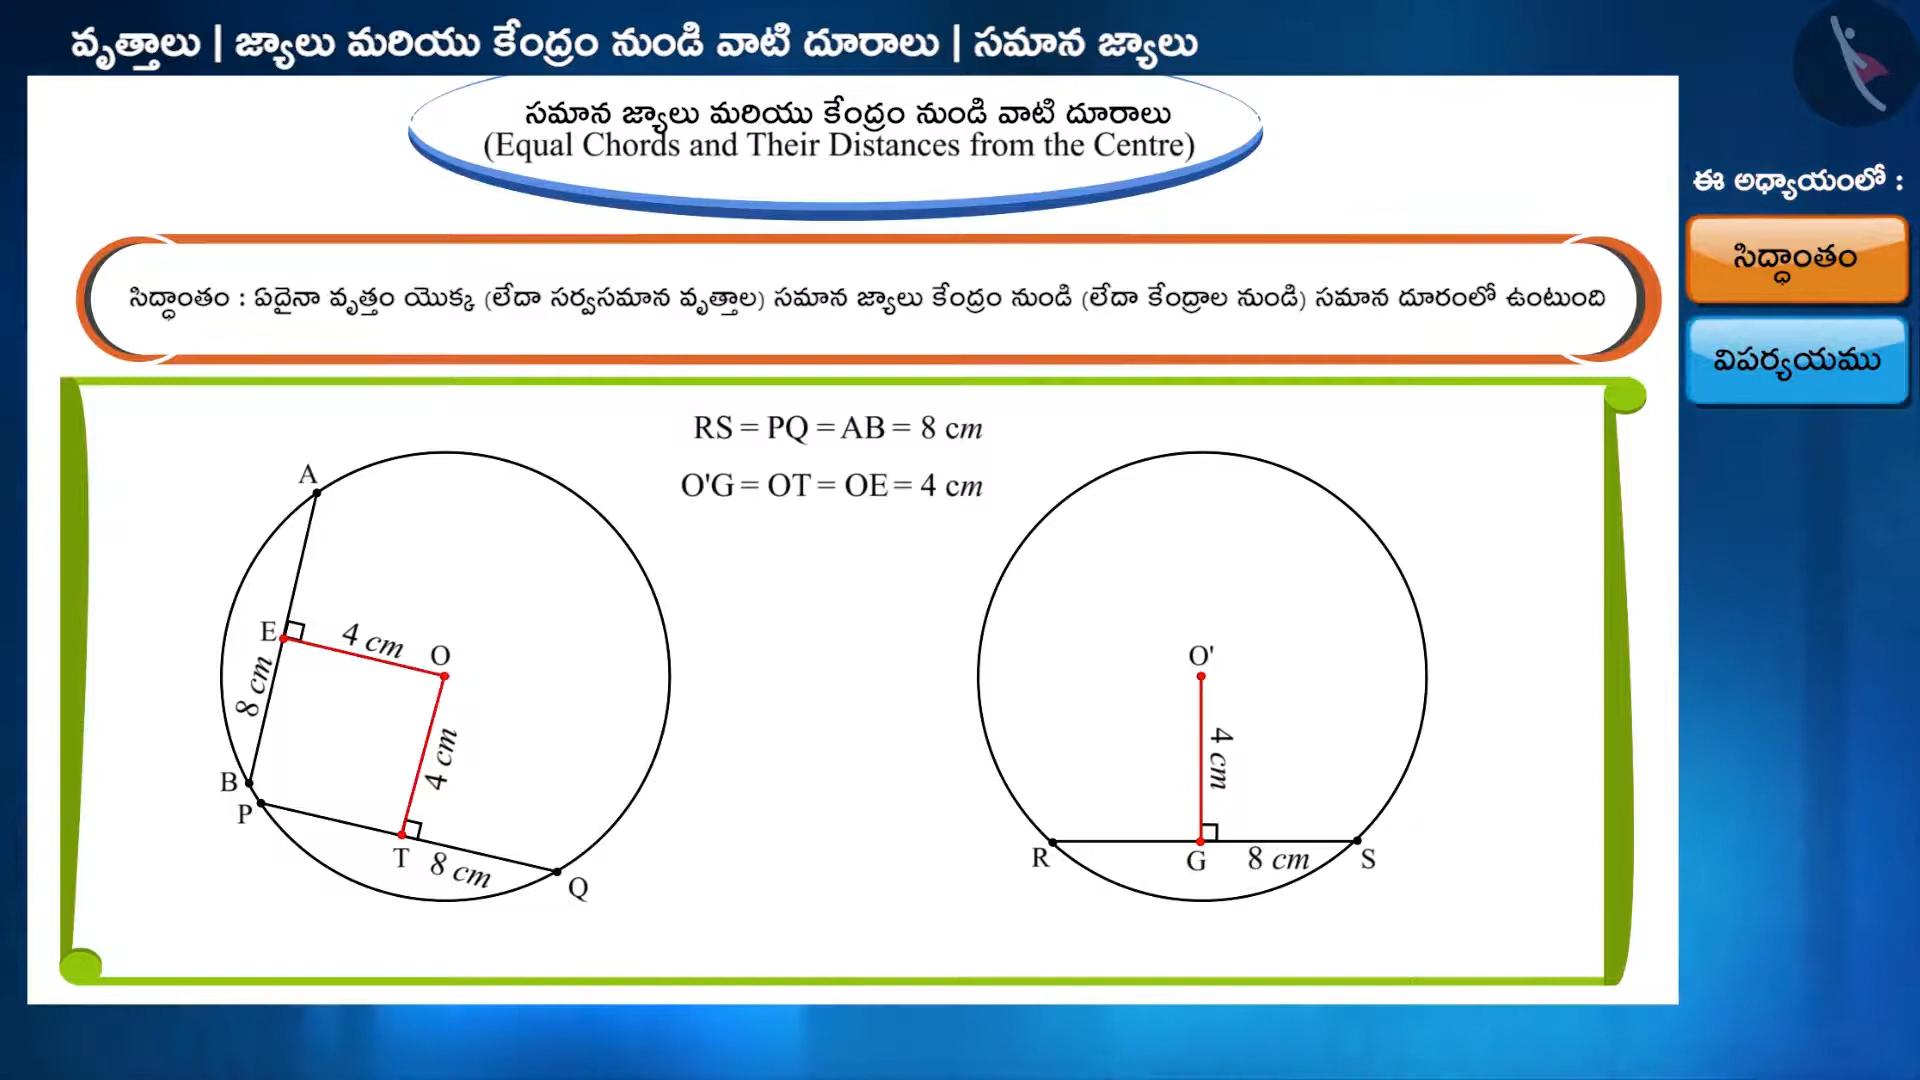 వృత్తాలు | జ్యాలు మరియు కేంద్రం నుండి వాటి దూరాలు | సమాన జ్యాలు
సమాన జ్యాలు మరియు కేంద్రం నుండి వాటి దూరాలు
(Equal Chords and Their Distances from the Centre)
ఈ అధ్యాయంలో :
సిద్ధాంతం
విపర్యయము
సిద్ధాంతం : ఏదైనా వృత్తం యొక్క (లేదా సర్వసమాన వృత్తాల) సమాన జ్యాలు కేంద్రం నుండి (లేదా కేంద్రాల నుండి) సమాన దూరంలో ఉంటుంది
RS = PQ = AB = 8 cm
O'G = OT = OE = 4 cm
A
E
4 cm
O
8 cm
4 cm
B
P
T
8 cm
Q
O'
4 cm
R
G
8 cm
S